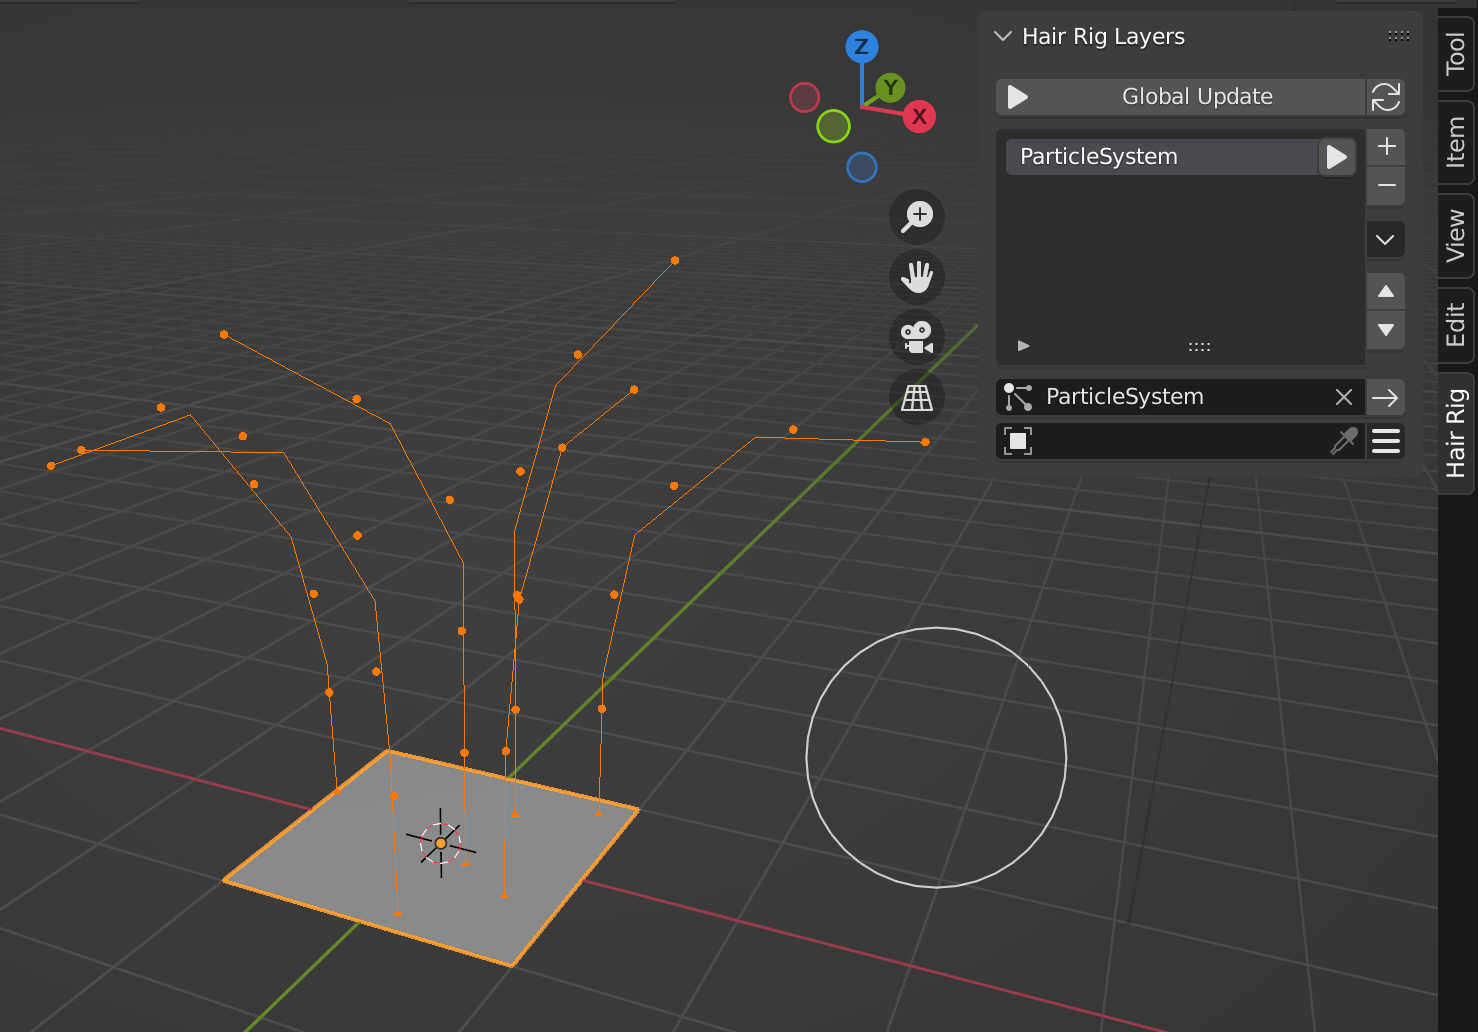 Hair Rig Layers
Global Update
ParticleSystem
ParticleSystem
Z
Y
X
Tool
Item
View
Edit
Hair Rig